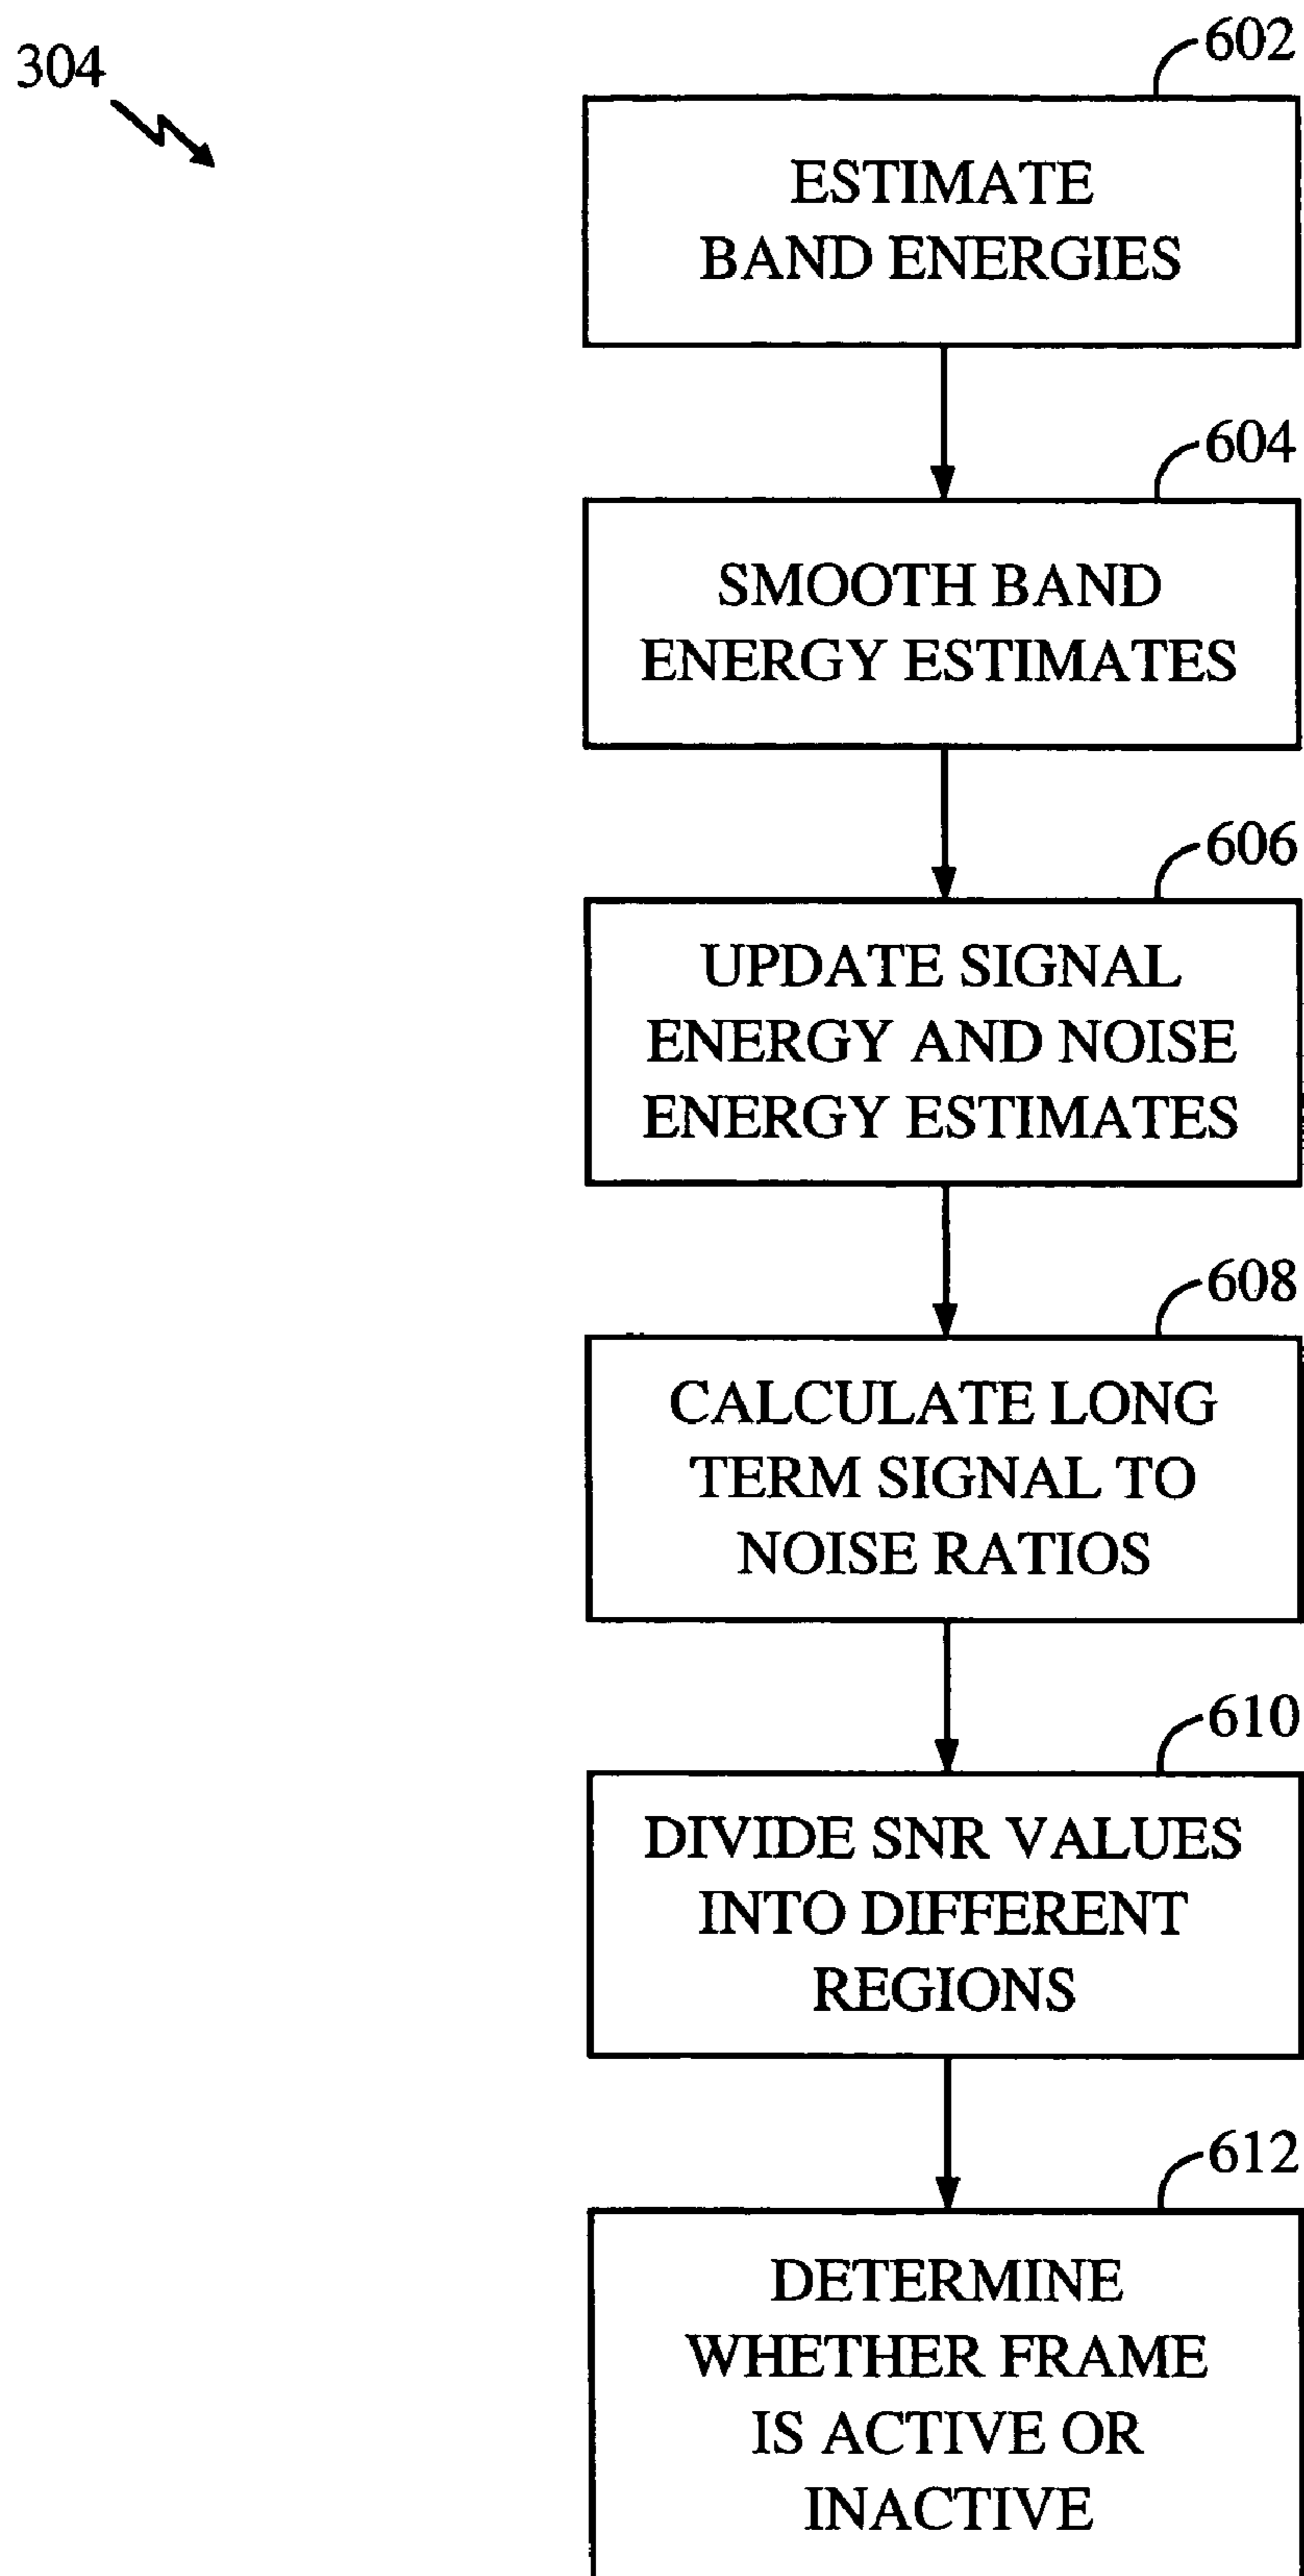 304
602
ESTIMATE
BAND ENERGIES
604
SMOOTH BAND
ENERGY ESTIMATES
606
UPDATE SIGNAL
ENERGY AND NOISE
ENERGY ESTIMATES
608
CALCULATE LONG
TERM SIGNAL TO
NOISE RATIOS
610
DIVIDE SNR VALUES
INTO DIFFERENT
REGIONS
612
DETERMINE
WHETHER FRAME
IS ACTIVE OR
INACTIVE